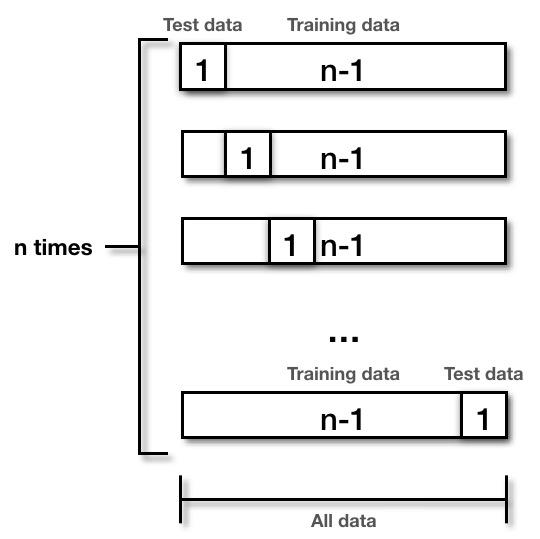 Test data Training data
1 n-1
1 n-1
1 n-1
n times
...
Training data Test data
n-1 1
All data